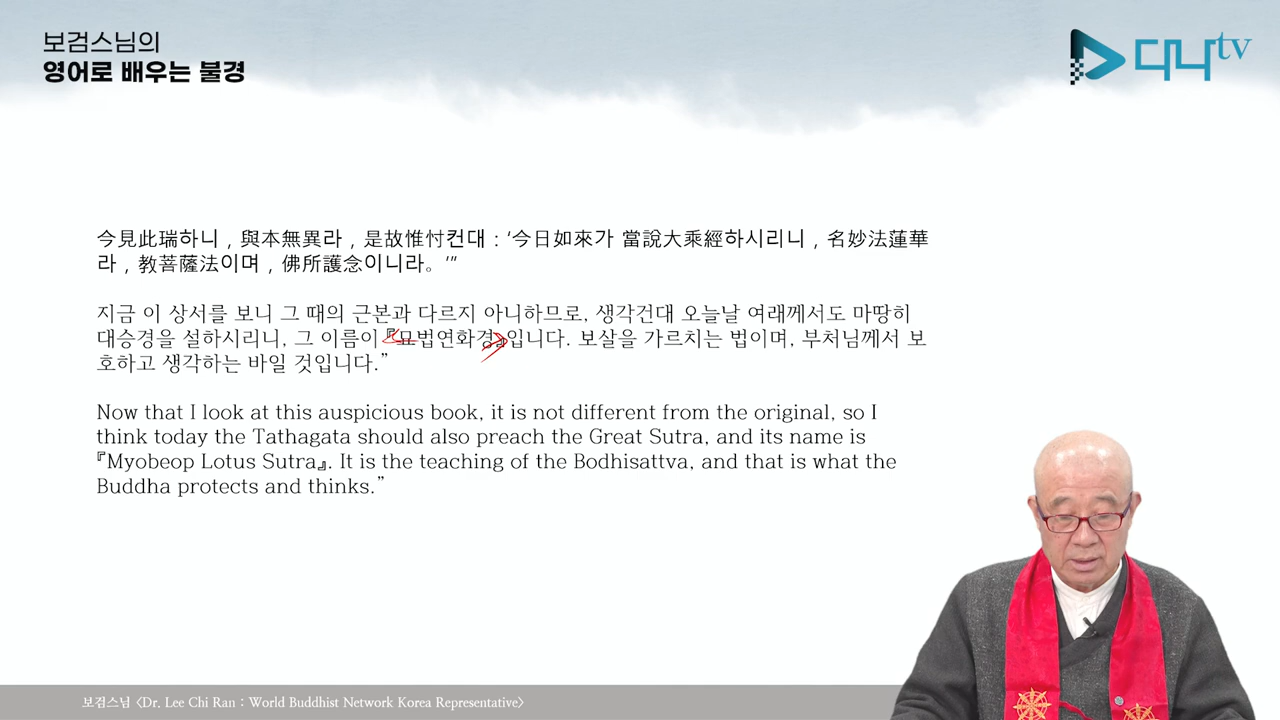 보검스님의
영어로 배우는 불경
디나tv
今見此瑞하니 , 與本無異라 , 是故惟忖컨대 : ‘今日如來가 當說大乘經하시리니 , 名妙法蓮華
라 , 教菩薩法이며 , 佛所護念이니라。’”
지금 이 상서를 보니 그 때의 근본과 다르지 아니하므로, 생각건대 오늘날 여래께서도 마땅히
대승경을 설하시리니, 그 이름이 『묘법연화경』입니다. 보살을 가르치는 법이며, 부처님께서 보
호하고 생각하는 바일 것입니다.”
Now that I look at this auspicious book, it is not different from the original, so I
think today the Tathagata should also preach the Great Sutra, and its name is
『Myobeop Lotus Sutra』. It is the teaching of the Bodhisattva, and that is what the
Buddha protects and thinks.”
보검스님 <Dr. Lee Chi Ran : World Buddhist Network Korea Representative>